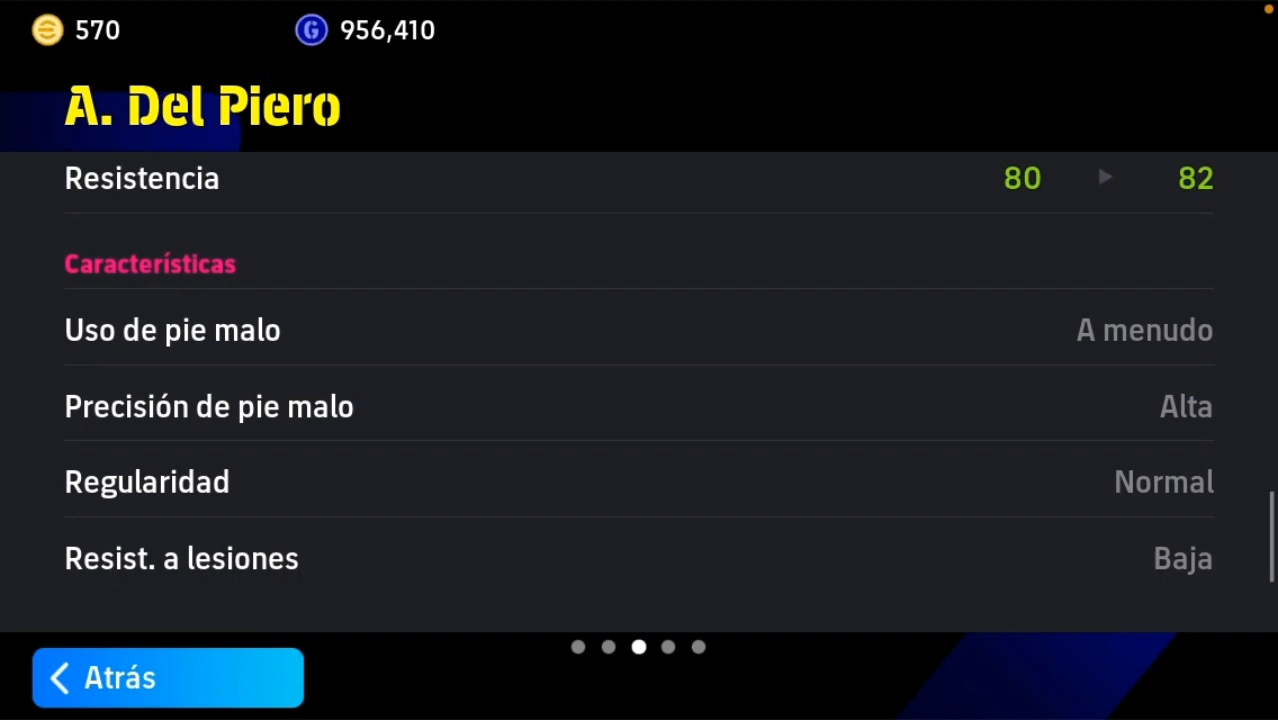 570 956,410
A. Del Piero
Resistencia 80 82
Características
Uso de pie malo A menudo
Precisión de pie malo Alta
Regularidad Normal
Resist. a lesiones Baja
Atrás